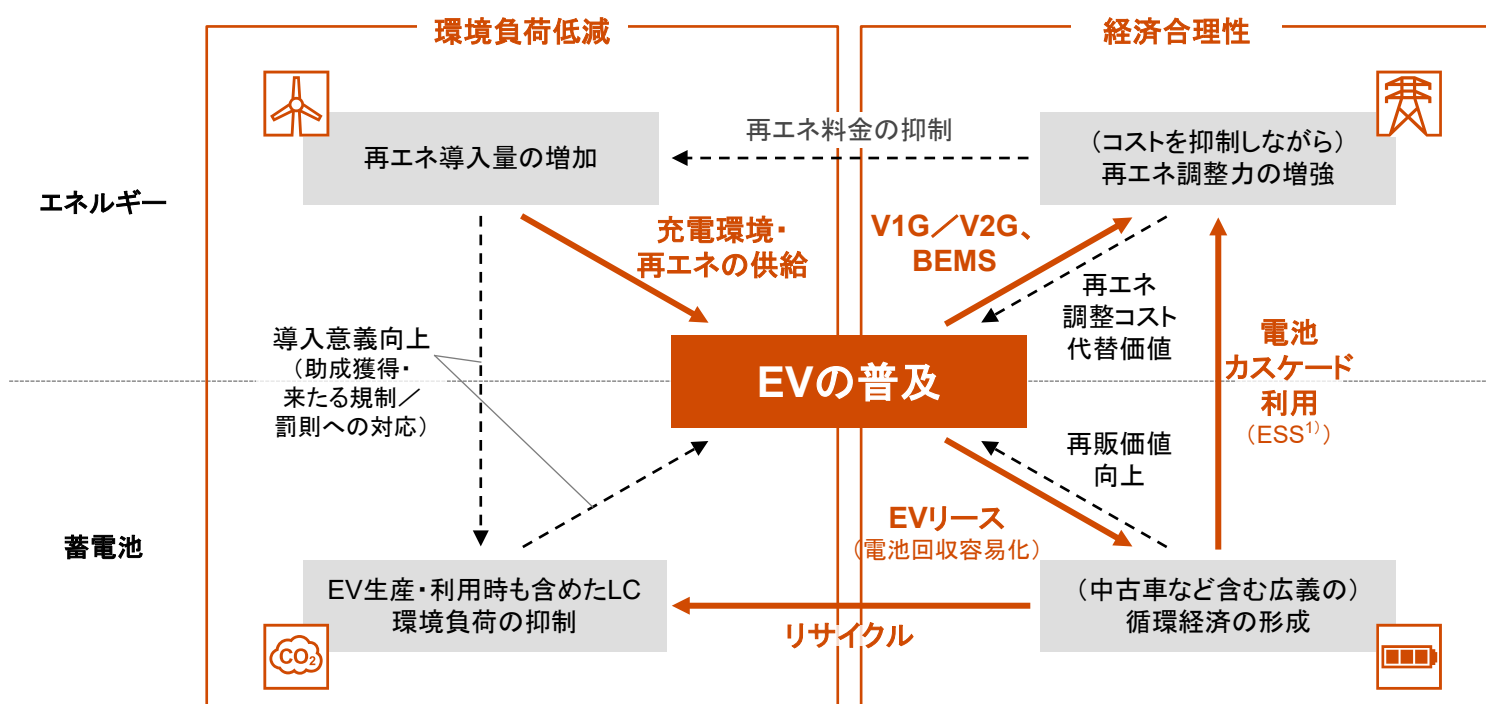 環境負荷低減
経済合理性
エネルギー
蓄電池
再エネ導入量の増加
再エネ料金の抑制
（コストを抑制しながら）
再エネ調整力の増強
充電環境・
再エネの供給
V1G／V2G、
BEMS
再エネ
調整コスト
代替価値
導入意義向上
（助成獲得・
来たる規制／
罰則への対応）
EVの普及
電池
カスケード
利用
（ESS1)）
再販価値
向上
EVリース
（電池回収容易化）
EV生産・利用時も含めたLC
環境負荷の抑制
リサイクル
（中古車など含む広義の）
循環経済の形成
CO2